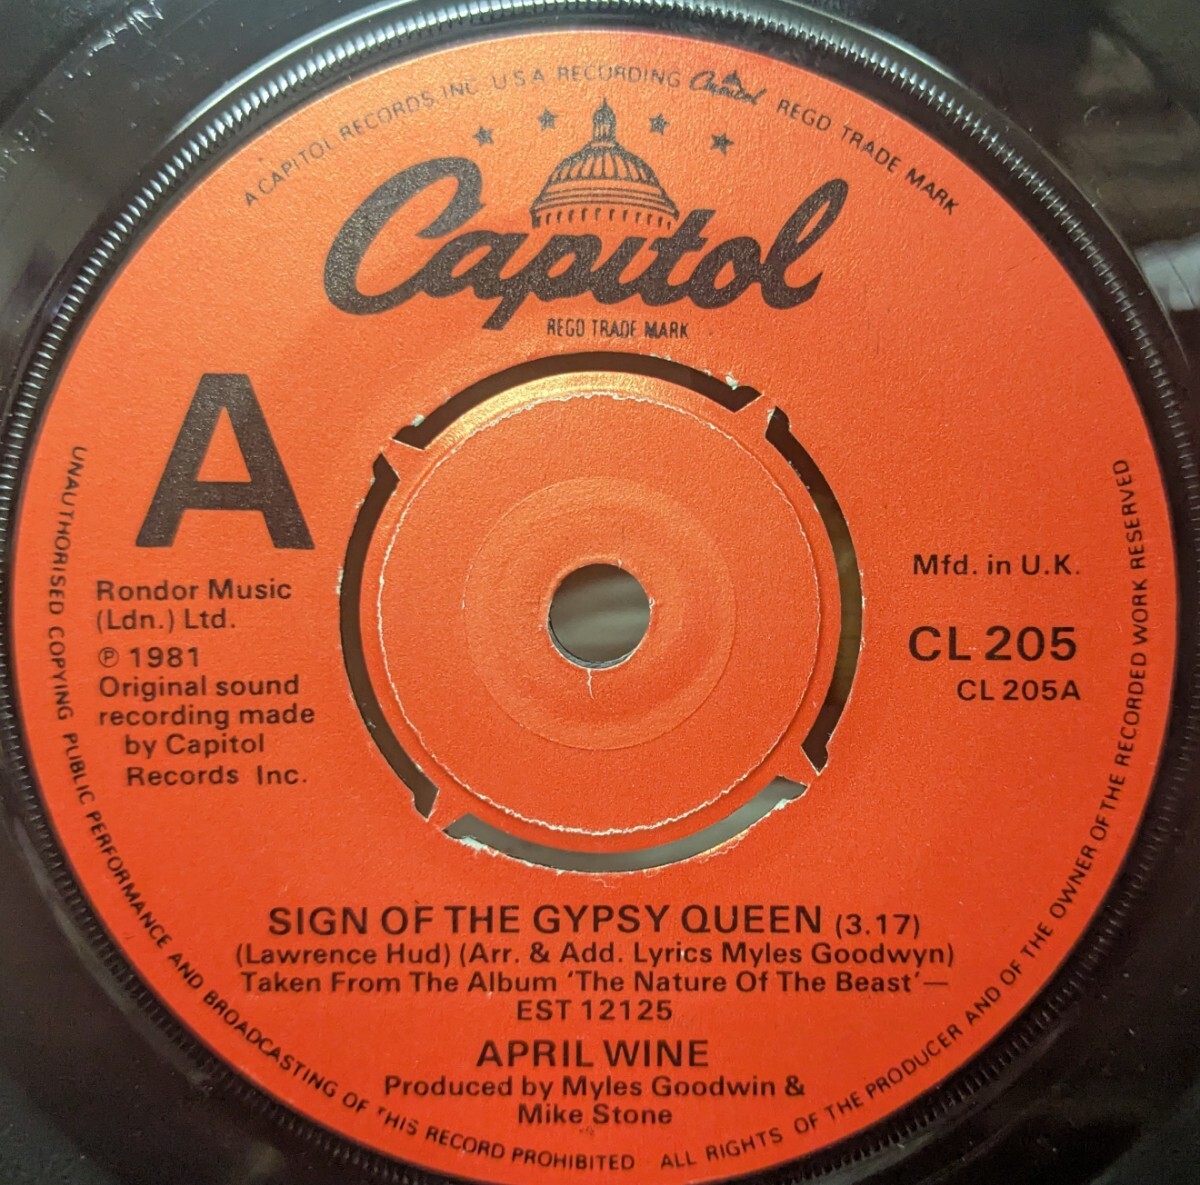 A CAPITOL RECORDS INC U.S.A RECORDING Capitol REGD TRADE MARK
Capitol
REGD TRADE MARK
A
Rondor Music
(Ldn.) Ltd.
℗ 1981
Original sound
recording made
by Capitol
Records Inc.
Mfd. in U.K.
CL 205
CL 205A
SIGN OF THE GYPSY QUEEN (3.17)
(Lawrence Hud) (Arr. & Add. Lyrics Myles Goodwyn)
Taken From The Album ‘The Nature Of The Beast’—
EST 12125
APRIL WINE
Produced by Myles Goodwin &
Mike Stone
UNAUTHORISED COPYING PUBLIC PERFORMANCE AND BROADCASTING OF THIS RECORD PROHIBITED ALL RIGHTS OF THE PRODUCER AND OF THE OWNER OF THE RECORDED WORK RESERVED